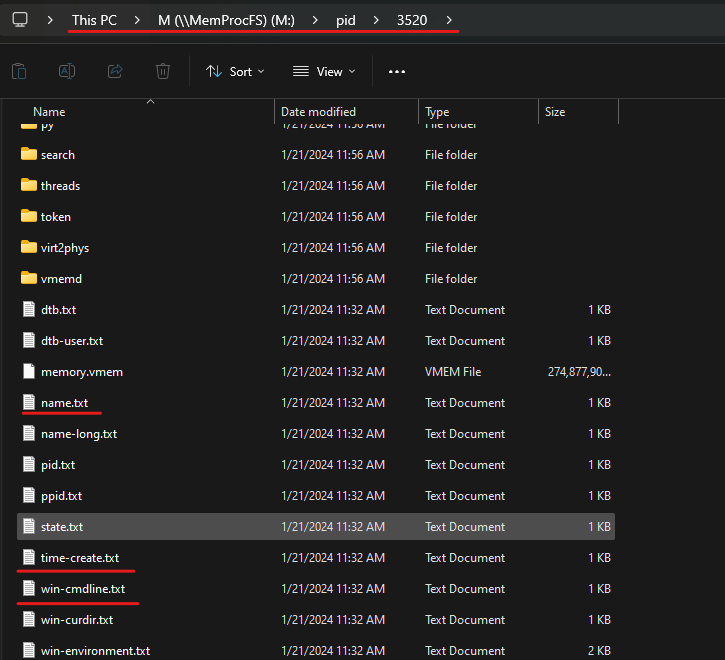 This PC > M (\\MemProcFS) (M:) > pid > 3520 >
Sort View
Name Date modified Type Size
py 1/21/2024 11:56 AM File folder
search 1/21/2024 11:56 AM File folder
threads 1/21/2024 11:56 AM File folder
token 1/21/2024 11:56 AM File folder
virt2phys 1/21/2024 11:56 AM File folder
vmemd 1/21/2024 11:56 AM File folder
dtb.txt 1/21/2024 11:32 AM Text Document 1 KB
dtb-user.txt 1/21/2024 11:32 AM Text Document 1 KB
memory.vmem 1/21/2024 11:32 AM VMEM File 274,877,90...
name.txt 1/21/2024 11:32 AM Text Document 1 KB
name-long.txt 1/21/2024 11:32 AM Text Document 1 KB
pid.txt 1/21/2024 11:32 AM Text Document 1 KB
ppid.txt 1/21/2024 11:32 AM Text Document 1 KB
state.txt 1/21/2024 11:32 AM Text Document 1 KB
time-create.txt 1/21/2024 11:32 AM Text Document 1 KB
win-cmdline.txt 1/21/2024 11:32 AM Text Document 1 KB
win-curdir.txt 1/21/2024 11:32 AM Text Document 1 KB
win-environment.txt 1/21/2024 11:32 AM Text Document 2 KB